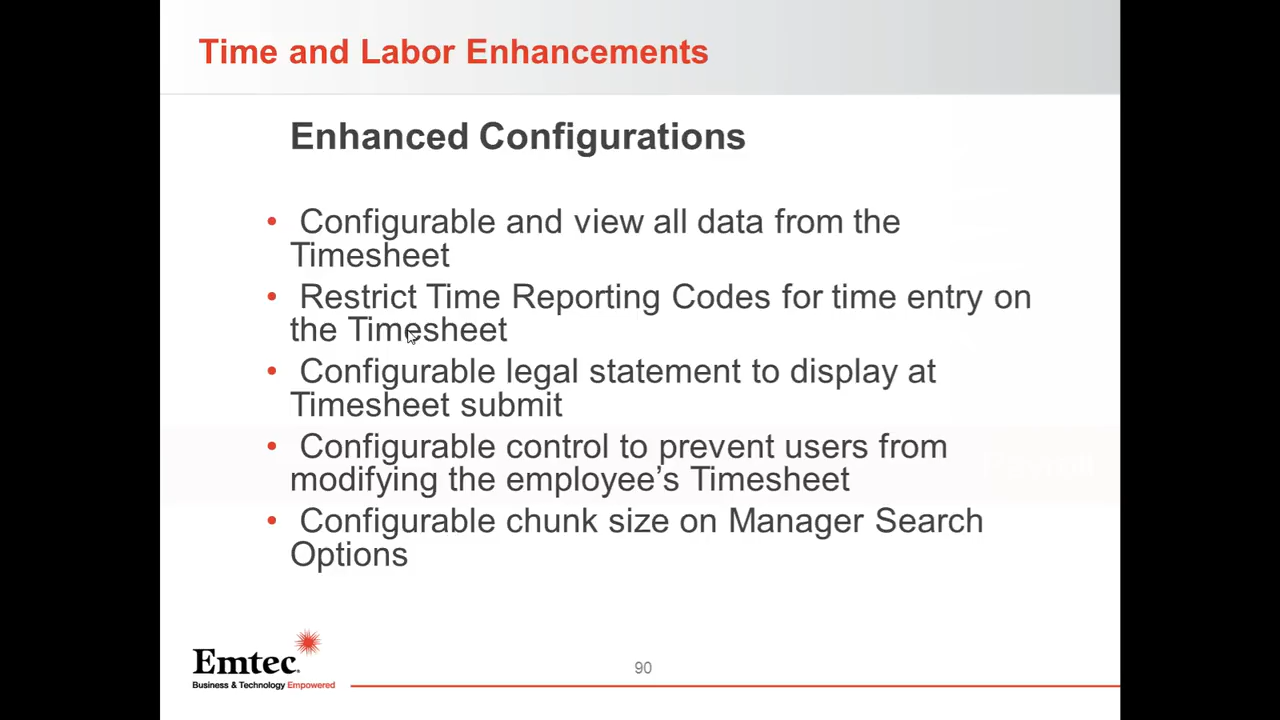 Time and Labor Enhancements
Enhanced Configurations
• Configurable and view all data from the
Timesheet
• Restrict Time Reporting Codes for time entry on
the Timesheet
• Configurable legal statement to display at
Timesheet submit
• Configurable control to prevent users from
modifying the employee’s Timesheet
• Configurable chunk size on Manager Search
Options
Emtec
Business & Technology Empowered
90